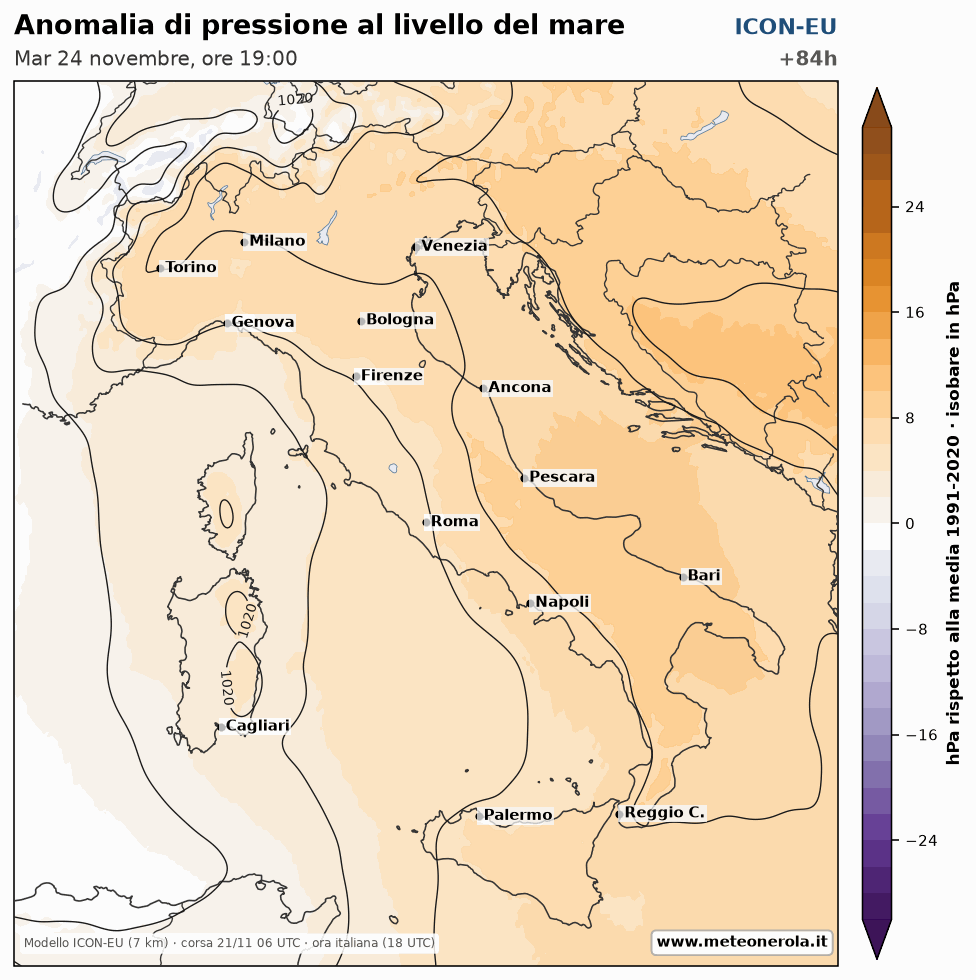 Anomalia di pressione al livello del mare
ICON-EU
Mar 24 novembre, ore 19:00
+84h
1020
Milano
Venezia
Torino
Genova
Bologna
Firenze
Ancona
Pescara
Roma
Bari
Napoli
1020
1020
Cagliari
Palermo
Reggio C.
24
16
8
0
−8
−16
−24
hPa rispetto alla media 1991-2020 · isobare in hPa
Modello ICON-EU (7 km) · corsa 21/11 06 UTC · ora italiana (18 UTC)
www.meteonerola.it